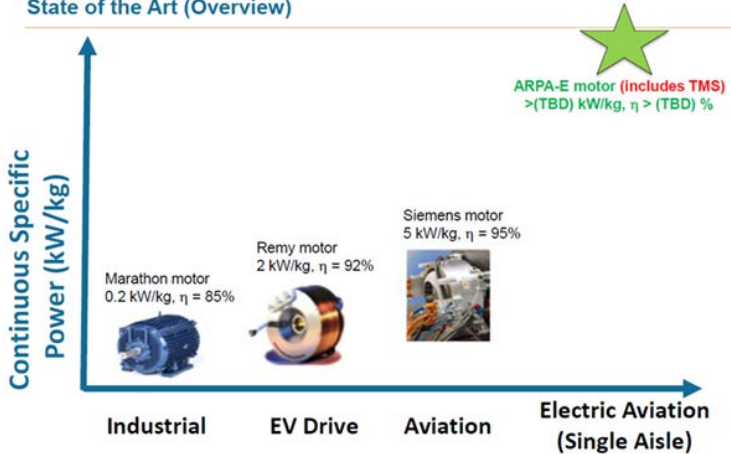 State of the Art (Overview)
ARPA-E motor (includes TMS)
>(TBD) kW/kg, η > (TBD) %
Siemens motor
5 kW/kg, η = 95%
Remy motor
2 kW/kg, η = 92%
Marathon motor
0.2 kW/kg, η = 85%
Continuous Specific
Power (kW/kg)
Industrial
EV Drive
Aviation
Electric Aviation
(Single Aisle)